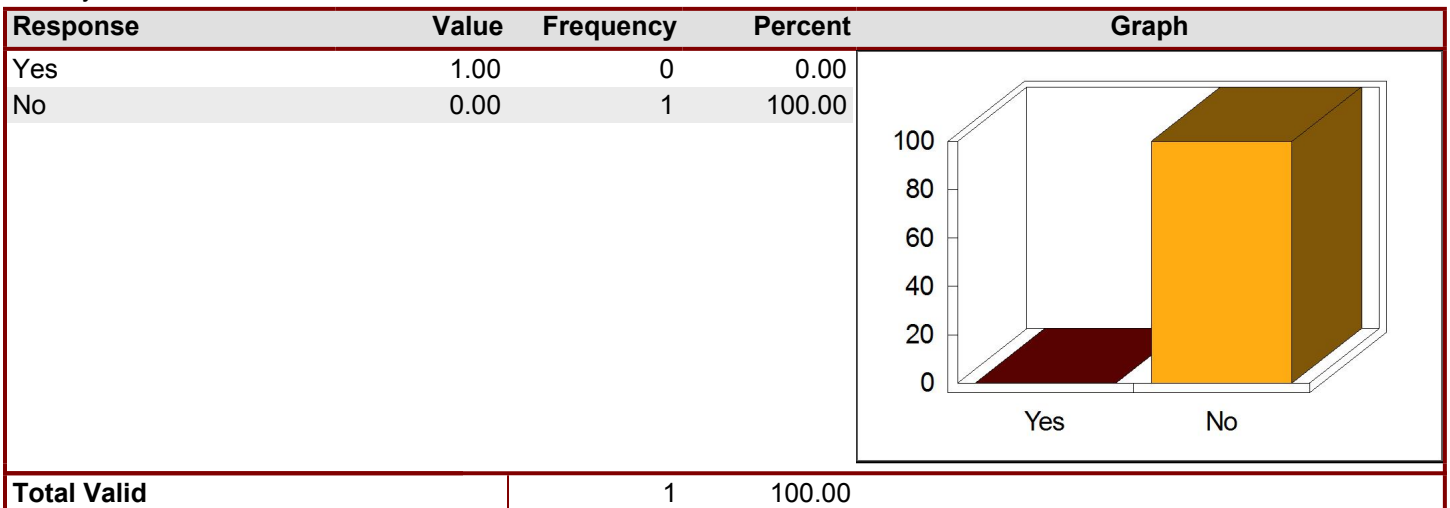 Response Value Frequency Percent Graph
Yes 1.00 0 0.00
No 0.00 1 100.00
100
80
60
40
20
0
Yes No
Total Valid 1 100.00